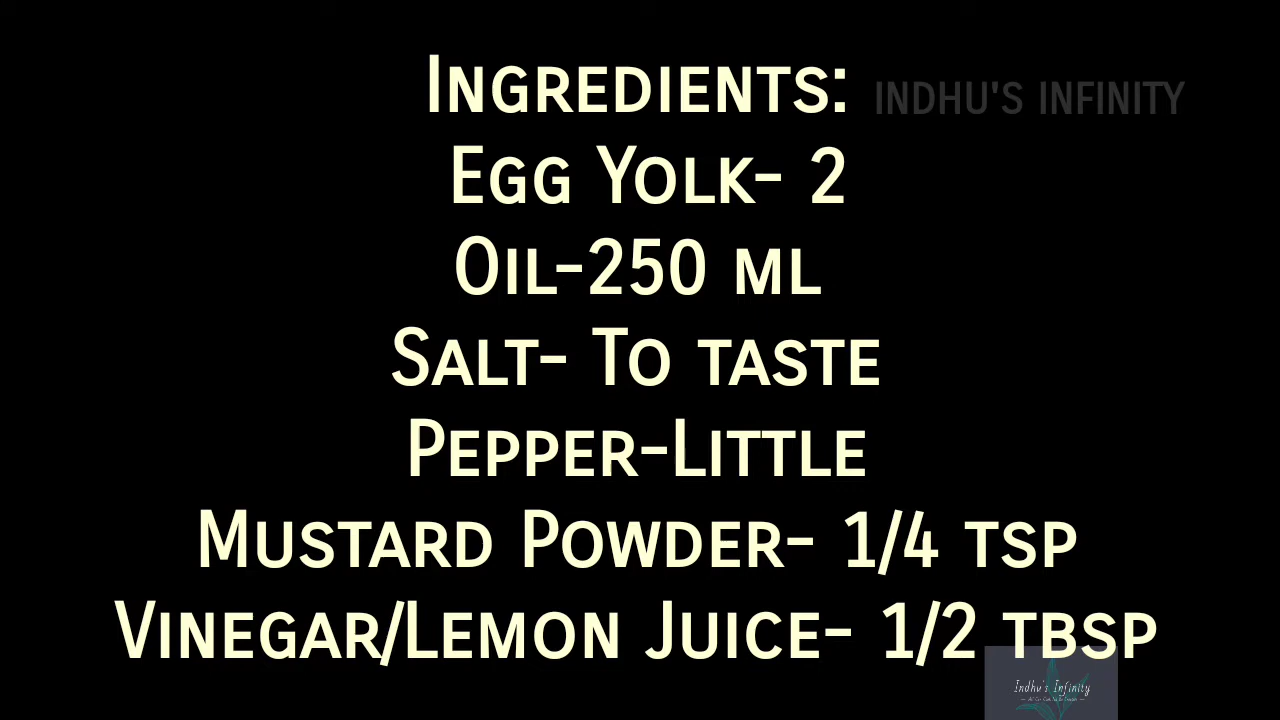 Ingredients:
INDHU'S INFINITY
Egg Yolk- 2
Oil-250 ml
Salt- To taste
Pepper-Little
Mustard Powder- 1/4 tsp
Vinegar/Lemon Juice- 1/2 tbsp
Indhu's Infinity